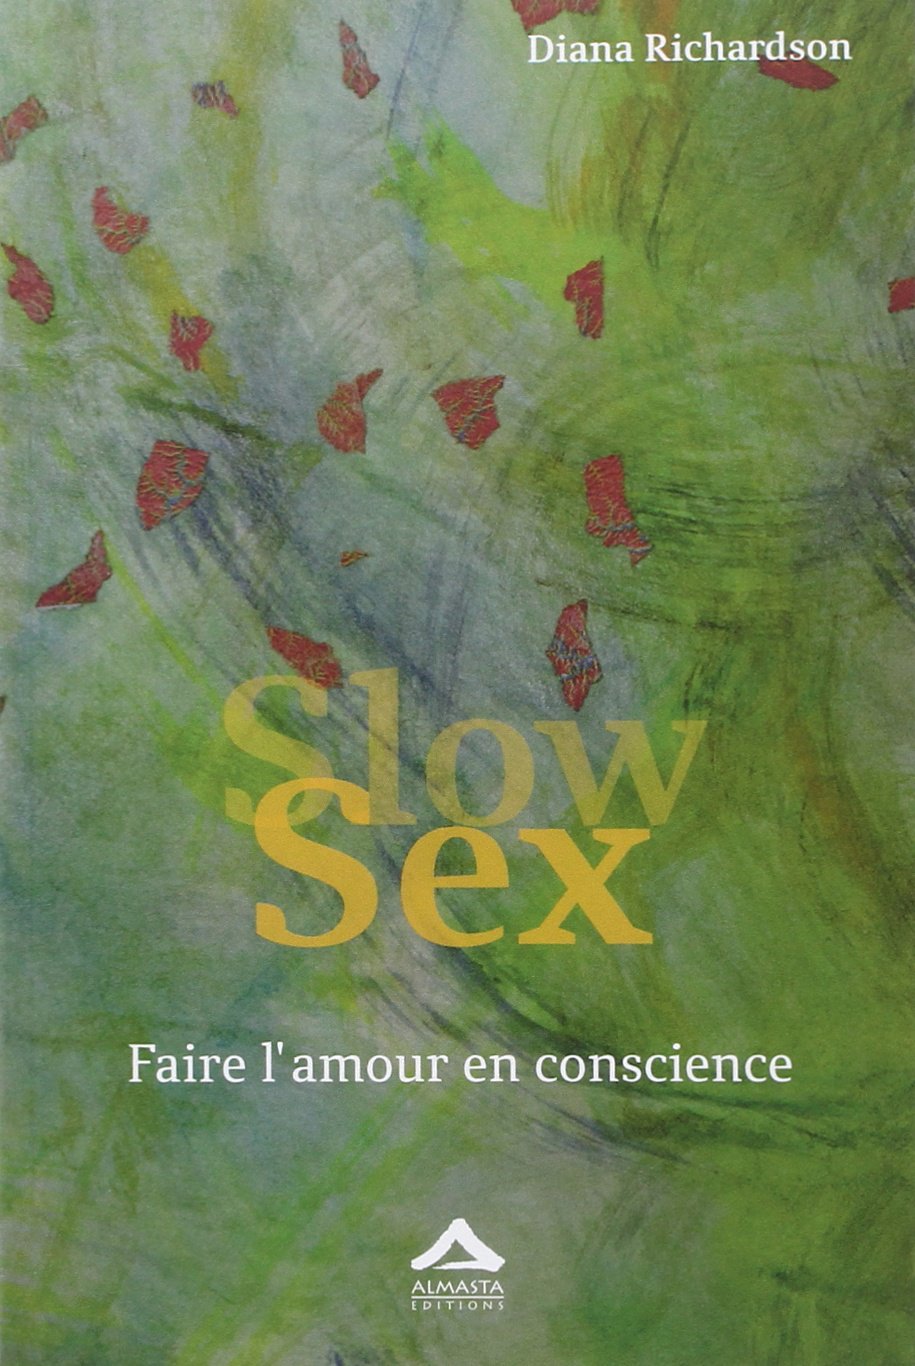 Diana Richardson
Slow
Sex
Faire l'amour en conscience
ALMASTA
EDITIONS